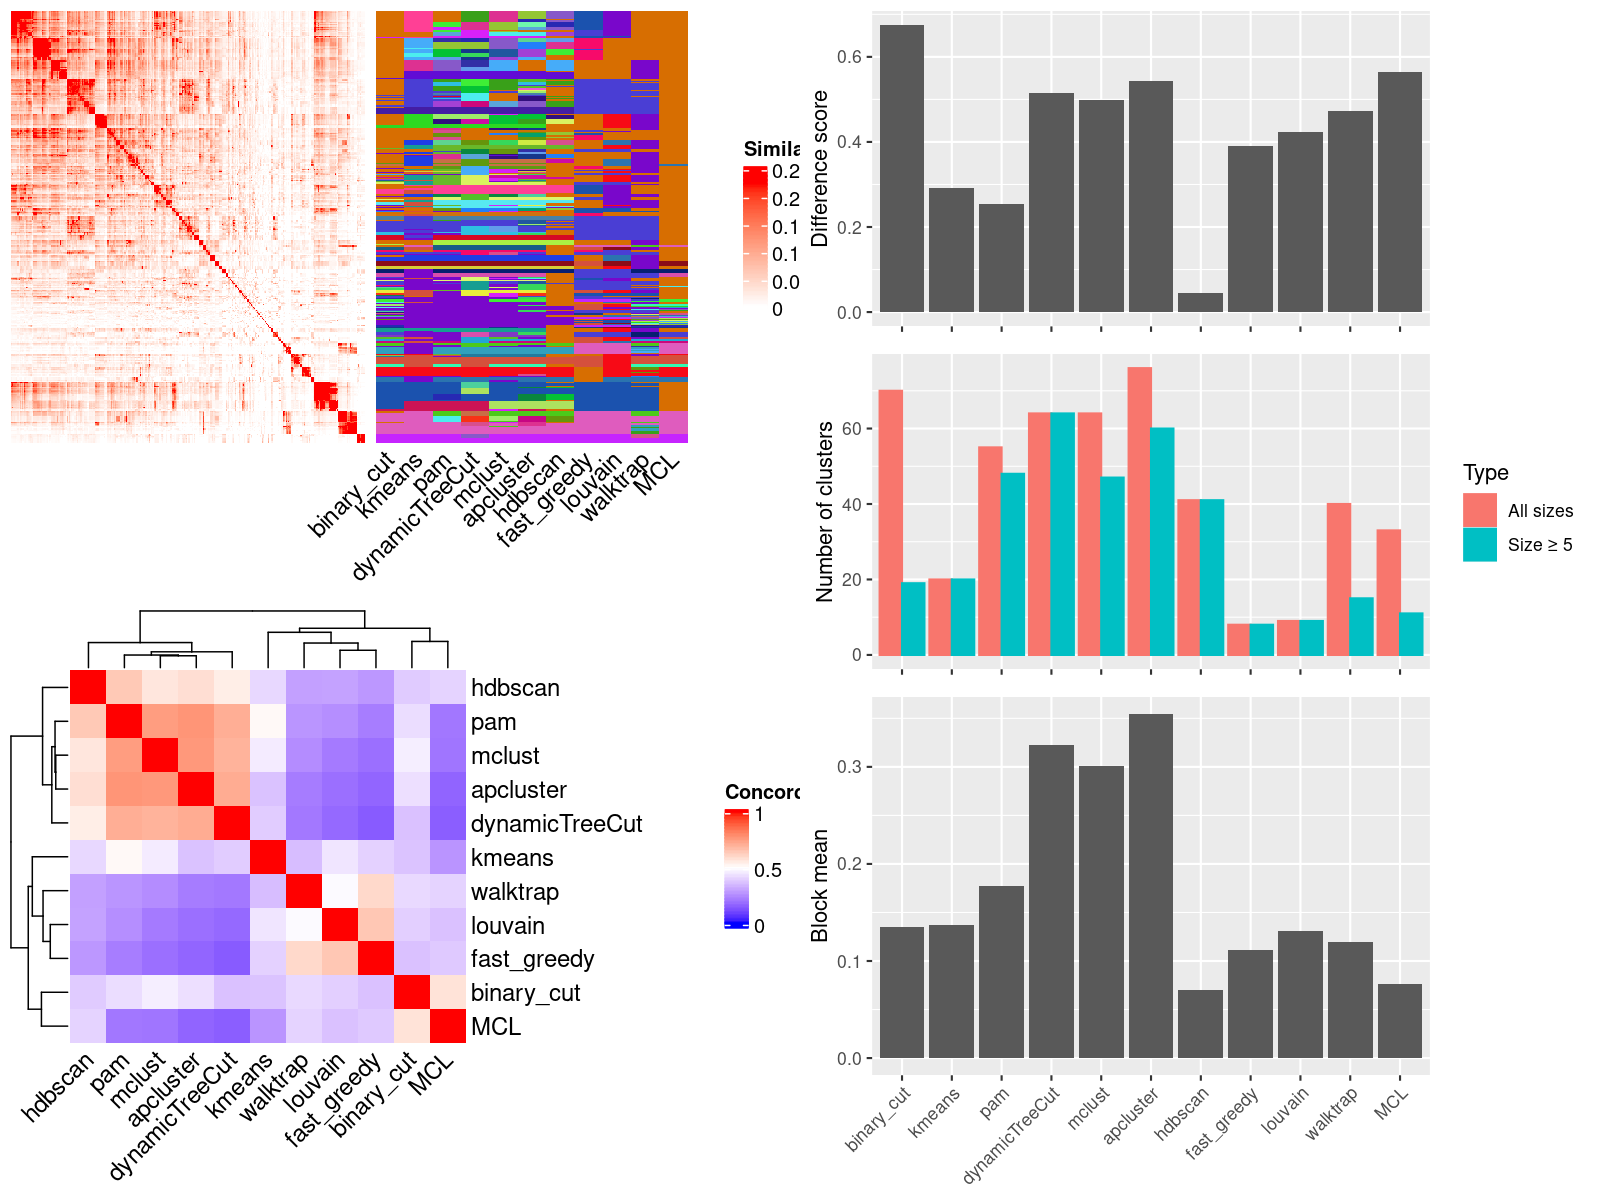 Simila
0.2
0.2
0.1
0.1
0.0
0
binary_cut
kmeans
pam
dynamicTreeCut
mclust
apcluster
hdbscan
fast_greedy
louvain
walktrap
MCL
hdbscan
pam
mclust
apcluster
dynamicTreeCut
kmeans
walktrap
louvain
fast_greedy
binary_cut
MCL
hdbscan
pam
mclust
apcluster
dynamicTreeCut
kmeans
walktrap
louvain
fast_greedy
binary_cut
MCL
Concord
1
0.5
0
Difference score
0.6
0.4
0.2
0.0
Number of clusters
60
40
20
0
Type
All sizes
Size ≥ 5
Block mean
0.3
0.2
0.1
0.0
binary_cut
kmeans
pam
dynamicTreeCut
mclust
apcluster
hdbscan
fast_greedy
louvain
walktrap
MCL